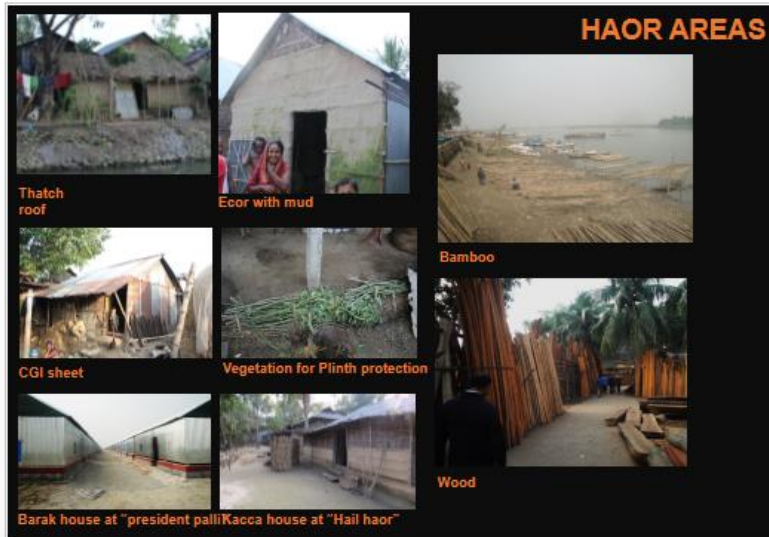 HAOR AREAS
Thatch
roof
Ecor with mud
Bamboo
CGI sheet
Vegetation for Plinth protection
Wood
Barak house at "president palli"
Kacca house at "Hail haor"